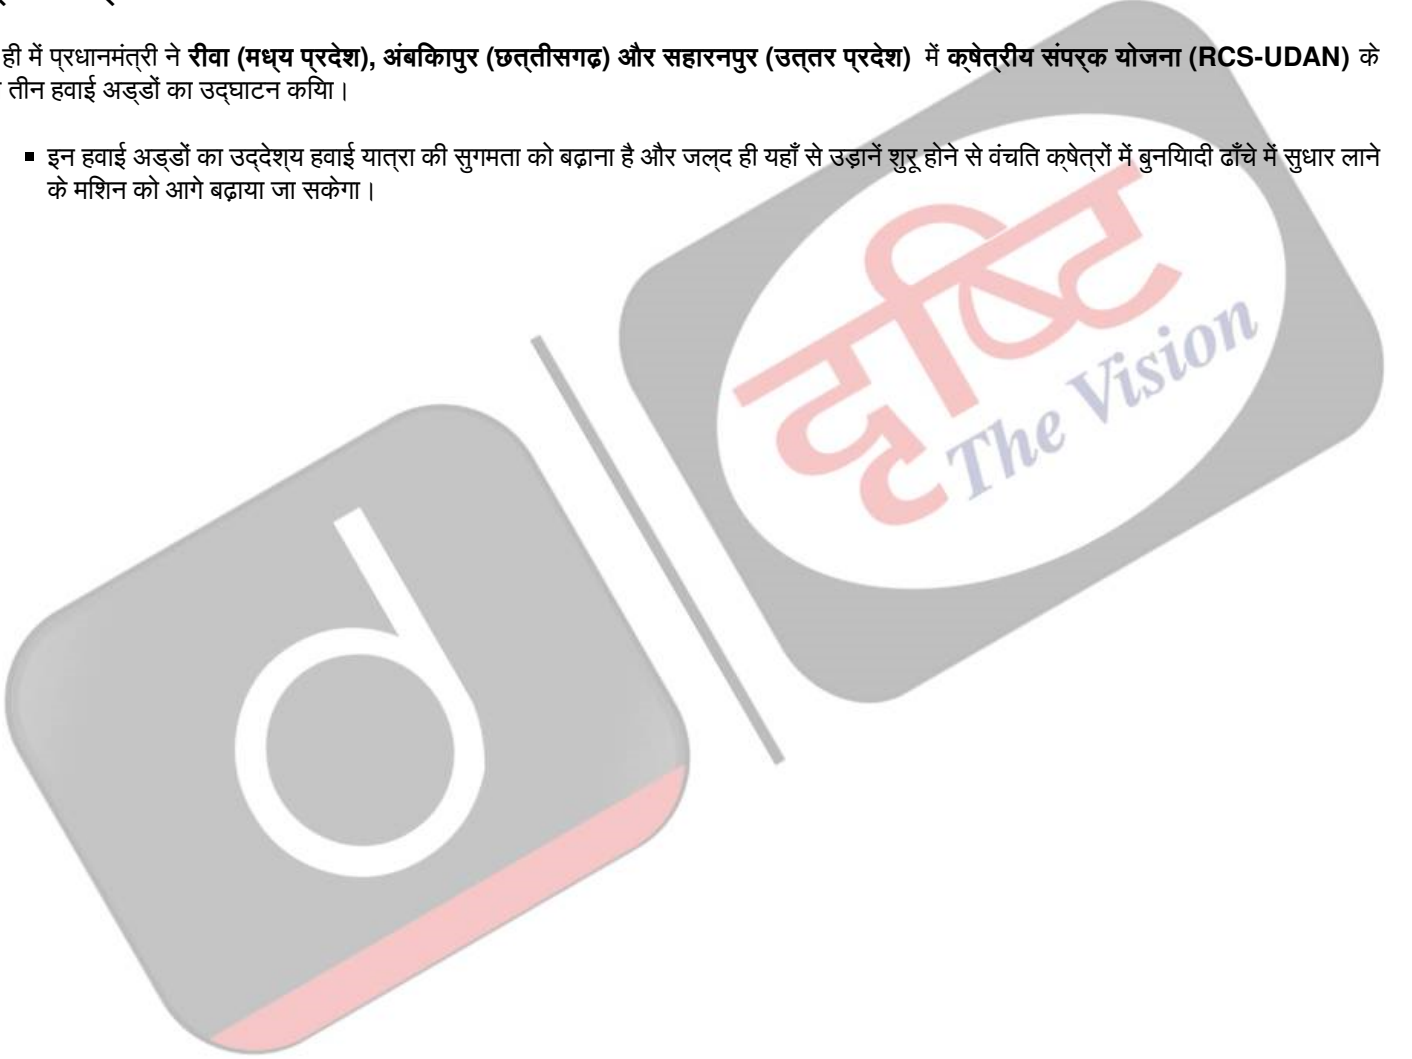 ही में प्रधानमंत्री ने रीवा (मध्य प्रदेश), अंबिकापुर (छत्तीसगढ़) और सहारनपुर (उत्तर प्रदेश) में क्षेत्रीय संपर्क योजना (RCS-UDAN) के
तीन हवाई अड्डों का उद्घाटन किया।
▪ इन हवाई अड्डों का उद्देश्य हवाई यात्रा की सुगमता को बढ़ाना है और जल्द ही यहाँ से उड़ानें शुरू होने से वंचित क्षेत्रों में बुनियादी ढाँचे में सुधार लाने
के मिशन को आगे बढ़ाया जा सकेगा।
दृष्टि
The Vision
d